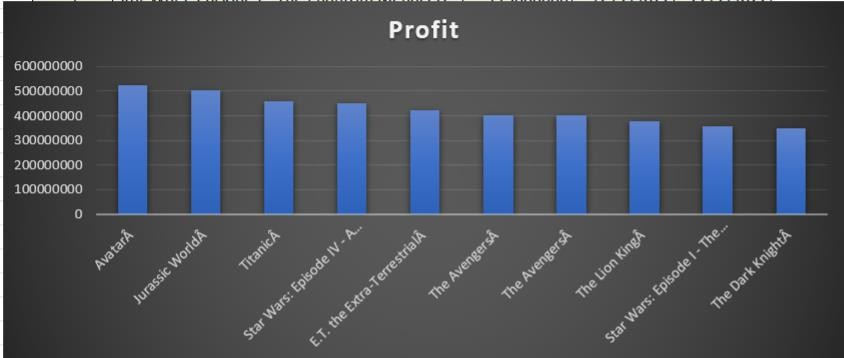 Profit
600000000
500000000
400000000
300000000
200000000
100000000
0
AvatarÂ
Jurassic WorldÂ
TitanicÂ
Star Wars: Episode IV - A...
E.T. the Extra-TerrestrialÂ
The AvengersÂ
The AvengersÂ
The Lion KingÂ
Star Wars: Episode I - The...
The Dark KnightÂ